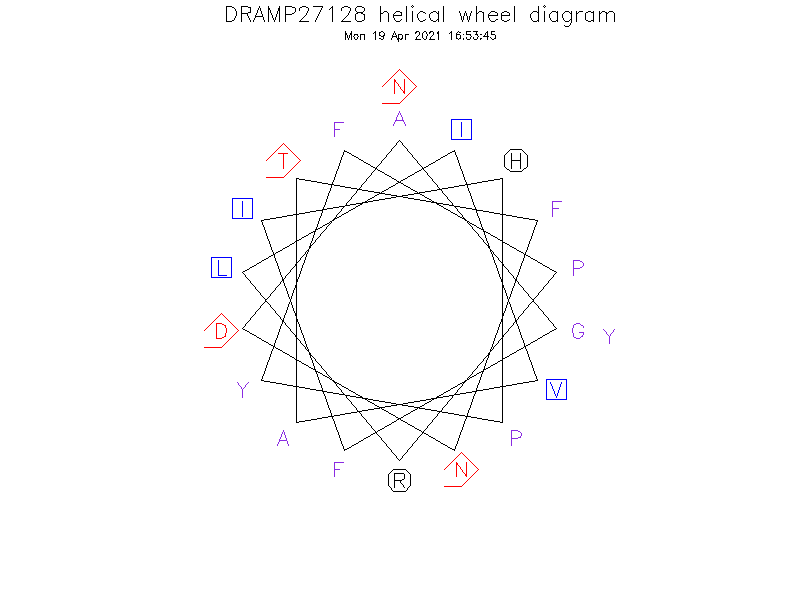 DRAMP27128 helical wheel diagram
Mon 19 Apr 2021 16:53:45
N
F A I
T H
I F
L P
D G Y
Y V
A P
F R N